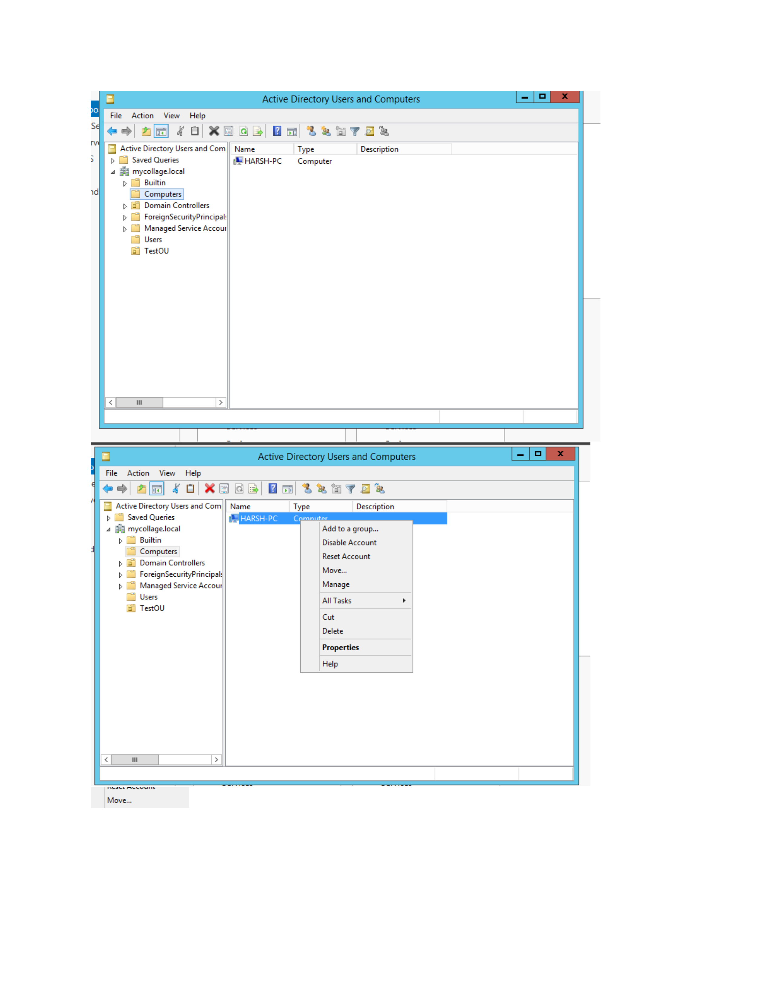 Active Directory Users and Computers
File Action View Help
Active Directory Users and Com
Name Type Description
Saved Queries
HARSH-PC Computer
mycollage.local
Builtin
Computers
Domain Controllers
ForeignSecurityPrincipal
Managed Service Accour
Users
TestOU
Active Directory Users and Computers
File Action View Help
Active Directory Users and Com
Name Type Description
Saved Queries
HARSH-PC Computer
mycollage.local
Builtin
Computers
Domain Controllers
ForeignSecurityPrincipal
Managed Service Accour
Users
TestOU
Add to a group...
Disable Account
Reset Account
Move...
Manage
All Tasks
Cut
Delete
Properties
Help
Reset Account
Move...